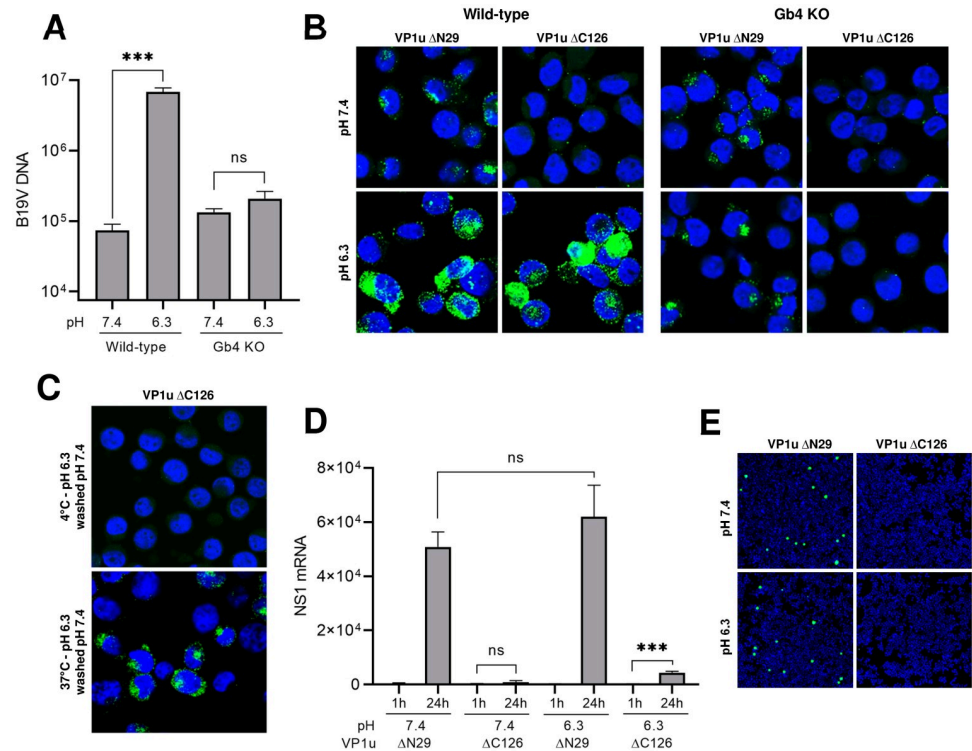 A
***
ns
10⁷
10⁶
10⁵
10⁴
B19V DNA
pH 7.4 6.3 7.4 6.3
Wild-type Gb4 KO
B
Wild-type Gb4 KO
VP1u ΔN29 VP1u ΔC126 VP1u ΔN29 VP1u ΔC126
pH 7.4
pH 6.3
C
VP1u ΔC126
4°C - pH 6.3
washed pH 7.4
37°C - pH 6.3
washed pH 7.4
D
ns
8×10⁴
6×10⁴
4×10⁴
2×10⁴
0
NS1 mRNA
ns
***
1h 24h 1h 24h 1h 24h 1h 24h
pH 7.4 7.4 6.3 6.3
VP1u ΔN29 ΔC126 ΔN29 ΔC126
E
VP1u ΔN29 VP1u ΔC126
pH 7.4
pH 6.3